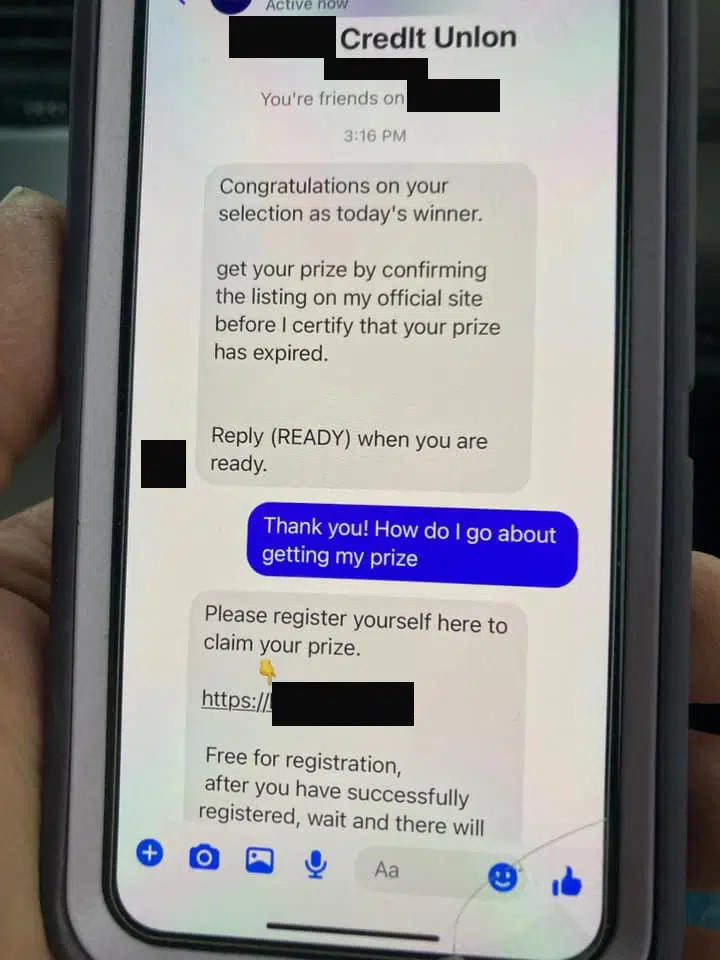 Active now
CredIt UnIon
You're friends on
3:16 PM
Congratulations on your
selection as today's winner.
get your prize by confirming
the listing on my official site
before I certify that your prize
has expired.
Reply (READY) when you are
ready.
Thank you! How do I go about
getting my prize
Please register yourself here to
claim your prize.
👇
https://
Free for registration,
after you have successfully
registered, wait and there will
Aa